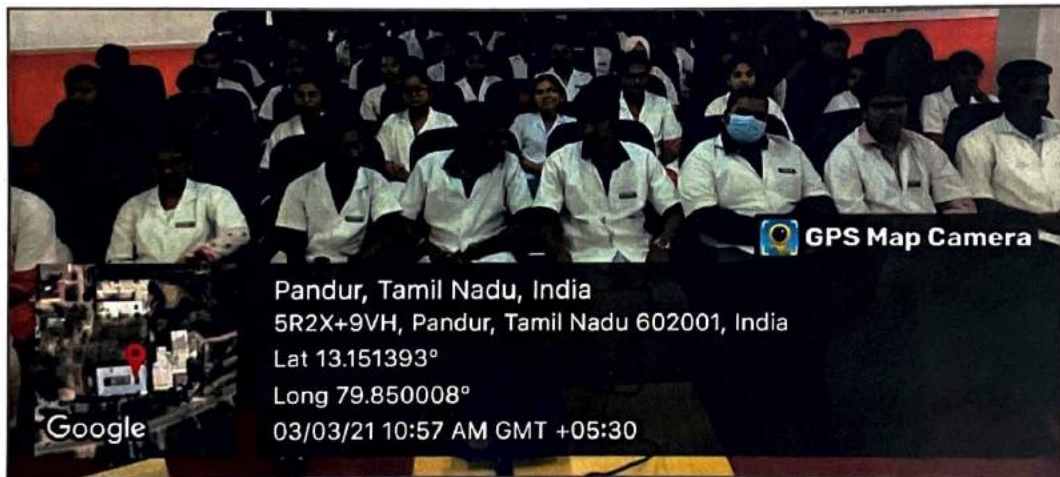 GPS Map Camera
Pandur, Tamil Nadu, India
5R2X+9VH, Pandur, Tamil Nadu 602001, India
Lat 13.151393°
Long 79.850008°
03/03/21 10:57 AM GMT +05:30
Google